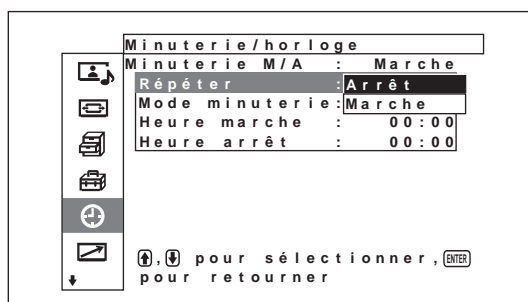 Minuterie/horloge
Minuterie M/A : Marche
Répéter : Arrêt
Mode minuterie: Marche
Heure marche : 00:00
Heure arrêt : 00:00
, pour sélectionner, ENTER
pour retourner